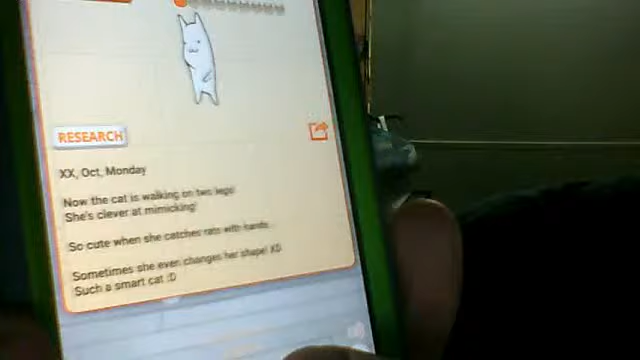 RESEARCH
XX, Oct, Monday
Now the cat is walking on two legs
She's clever at mimicking!
So cute when she catches rats with hands
Sometimes she even changes her shape! XD
Such a smart cat :D